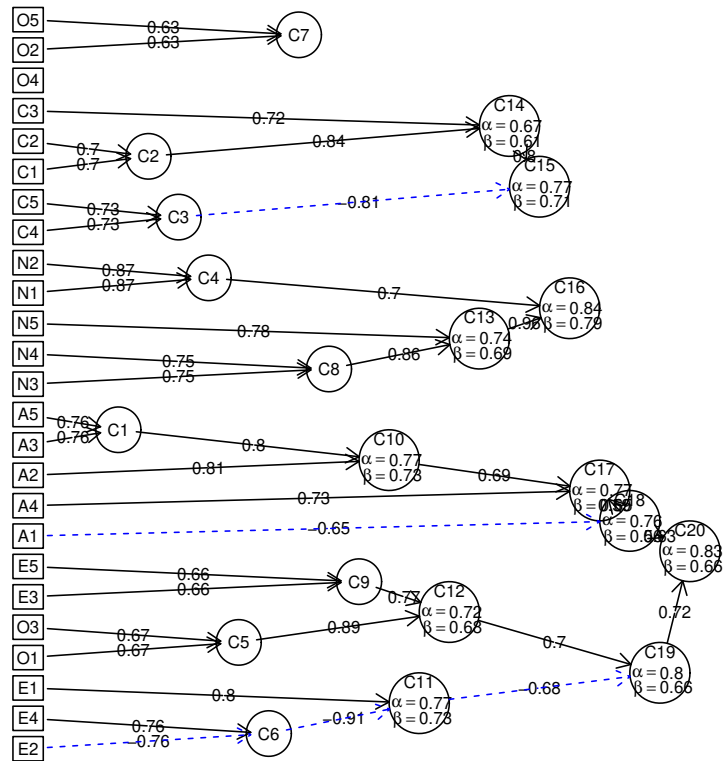 O5
O2
O4
C3
C2
C1
C5
C4
N2
N1
N5
N4
N3
A5
A3
A2
A4
A1
E5
E3
O3
O1
E1
E4
E2
0.63
0.63
C7
0.72
0.7
0.7
C2
0.84
C14
α = 0.67
β = 0.61
C15
α = 0.77
β = 0.71
0.73
0.73
C3
−0.81
0.87
0.87
C4
0.7
C16
α = 0.84
β = 0.79
0.78
C13
α = 0.74
β = 0.69
0.75
0.75
C8
0.86
0.76
0.76
C1
0.8
C10
α = 0.77
β = 0.73
0.81
0.69
C17
α = 0.77
0.73
−0.65
α = 0.76
C20
α = 0.83
β = 0.66
0.66
0.66
C9
0.77
C12
α = 0.72
β = 0.68
0.67
0.67
C5
0.89
0.7
0.72
C19
α = 0.8
β = 0.66
0.8
C11
α = 0.77
β = 0.73
−0.68
0.76
−0.76
C6
−0.91